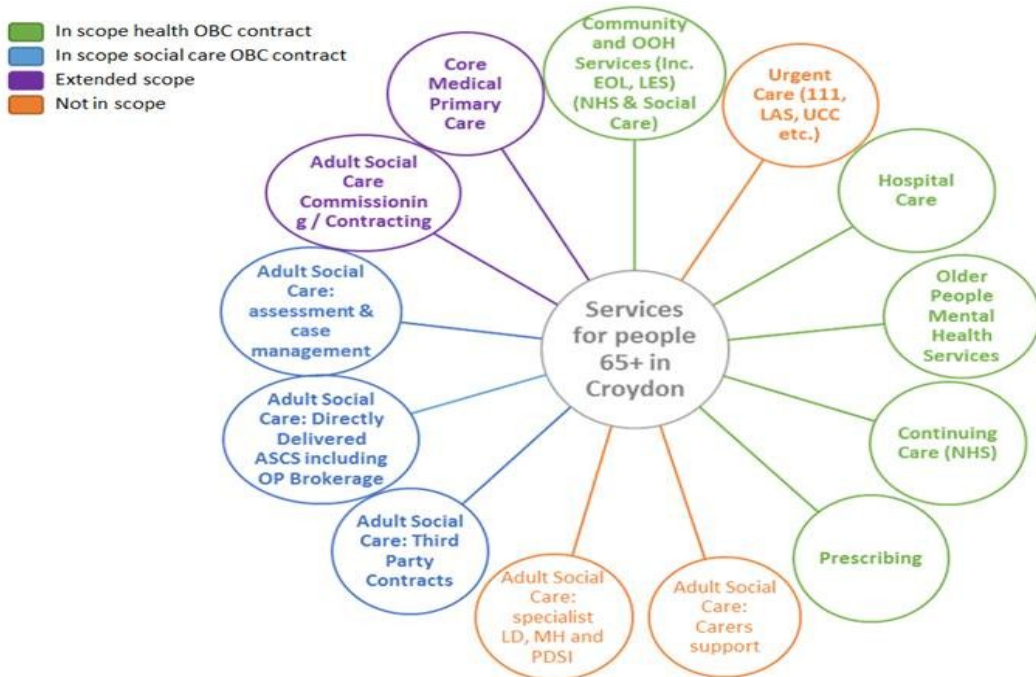 In scope health OBC contract
In scope social care OBC contract
Extended scope
Not in scope
Community
and OOH
Services (Inc.
EOL, LES)
(NHS & Social
Care)
Urgent
Care (111,
LAS, UCC
etc.)
Hospital
Care
Older
People
Mental
Health
Services
Continuing
Care (NHS)
Prescribing
Adult Social
Care:
Carers
support
Adult Social
Care:
specialist
LD, MH and
PDSI
Adult Social
Care: Third
Party
Contracts
Adult Social
Care: Directly
Delivered
ASCS including
OP Brokerage
Adult Social
Care:
assessment &
case
management
Adult Social
Care
Commissionin
g / Contracting
Core
Medical
Primary
Care
Services
for people
65+ in
Croydon